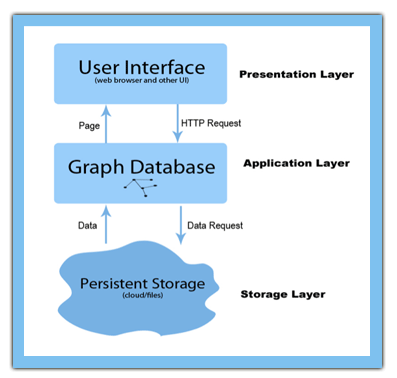 User Interface
(web browser and other UI)
Presentation Layer
Page
HTTP Request
Graph Database
Application Layer
Data
Data Request
Persistent Storage
(cloud/files)
Storage Layer